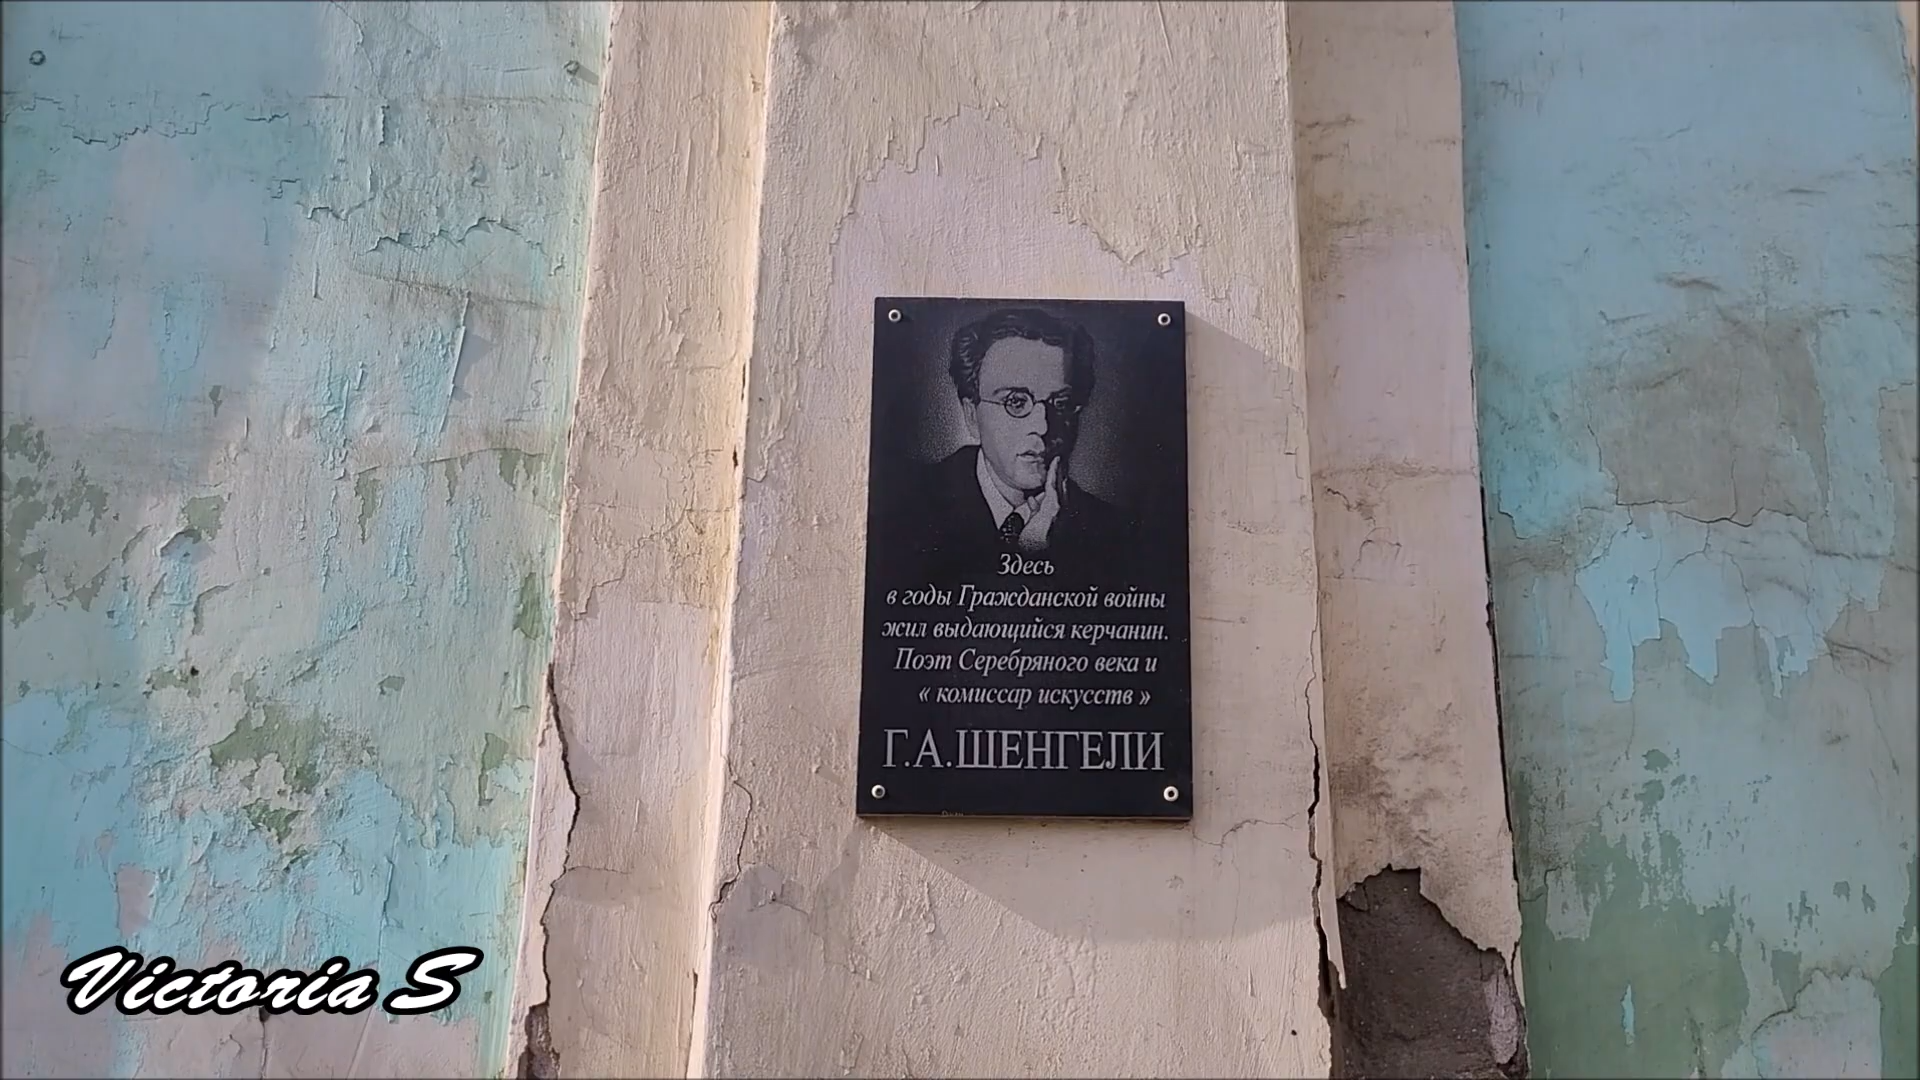 Здесь
в годы Гражданской войны
жил выдающийся керчанин.
Поэт Серебряного века и
« комиссар искусств »
Г.А.ШЕНГЕЛИ
Victoria S